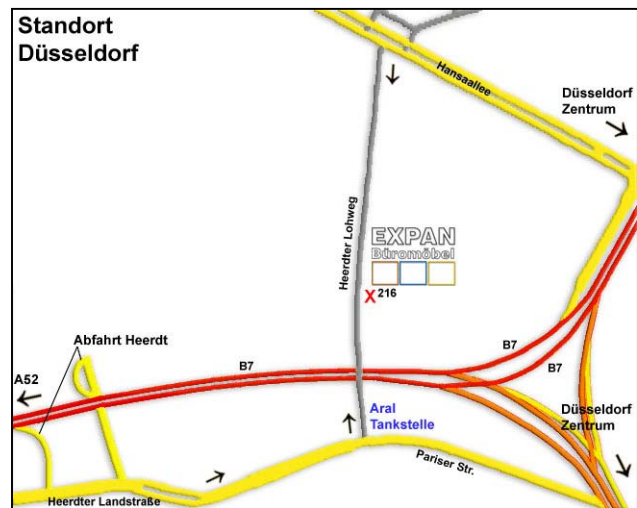 Standort
Düsseldorf
Hansaallee
Düsseldorf
Zentrum
Heerdter Lohweg
EXPAN
Büromöbel
X 216
Abfahrt Heerdt
A52
B7
B7
B7
Aral
Tankstelle
Düsseldorf
Zentrum
Pariser Str.
Heerdter Landstraße